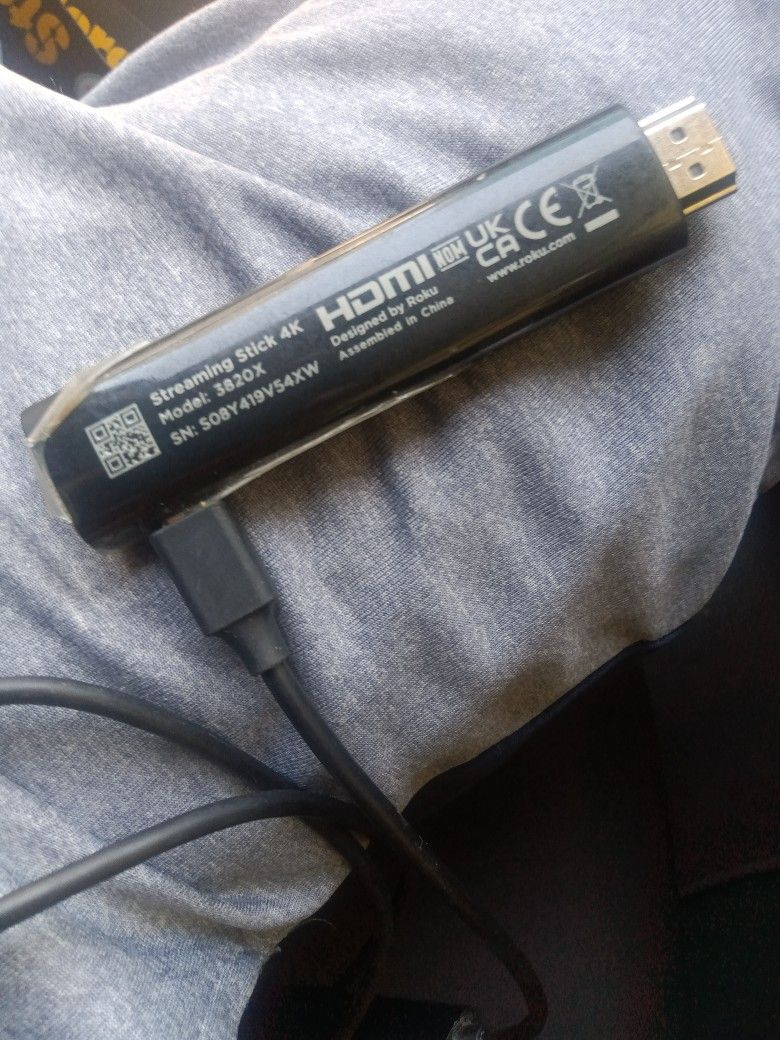 Streaming Stick 4K
Model: 3820X
SN: S08Y419V54XW
HDMI NOM UK CA CE
Designed by Roku
Assembled in China
www.roku.com